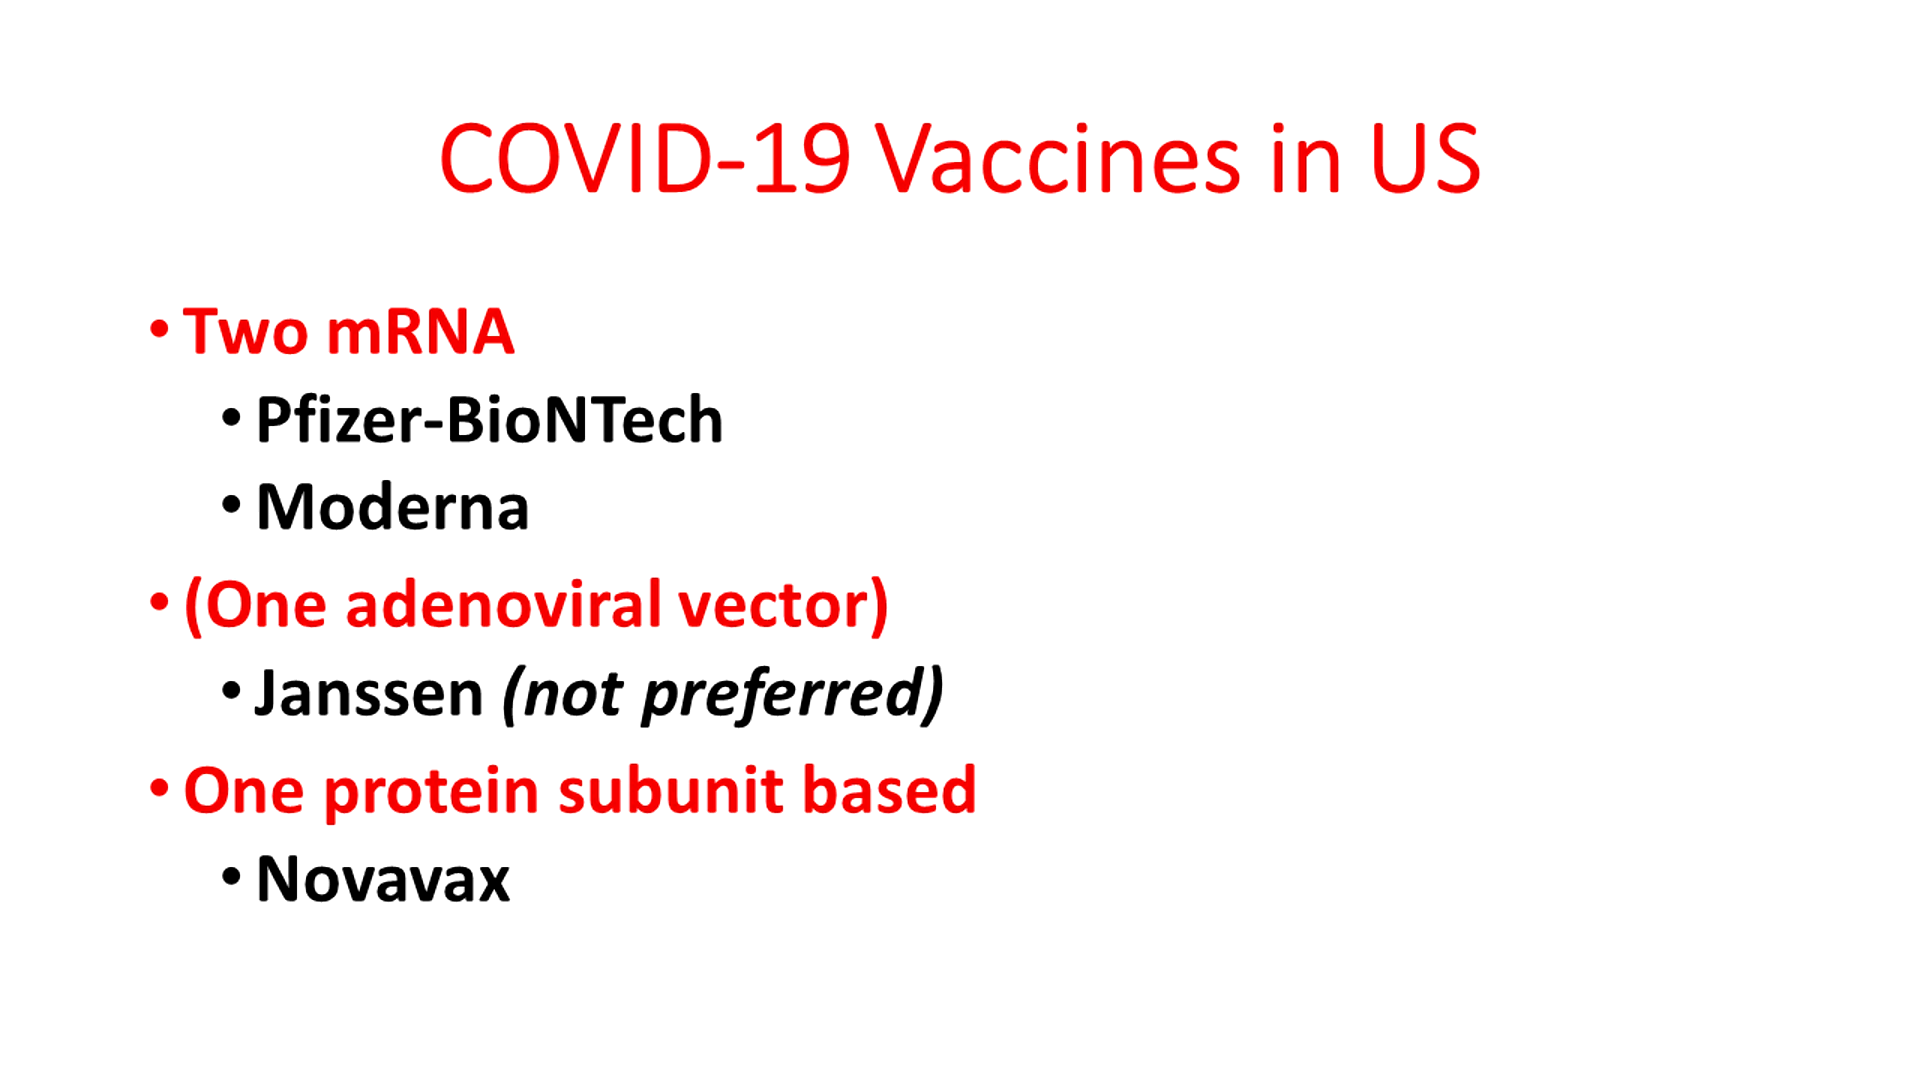 COVID-19 Vaccines in US
• Two mRNA
• Pfizer-BioNTech
• Moderna
• (One adenoviral vector)
• Janssen (not preferred)
• One protein subunit based
• Novavax